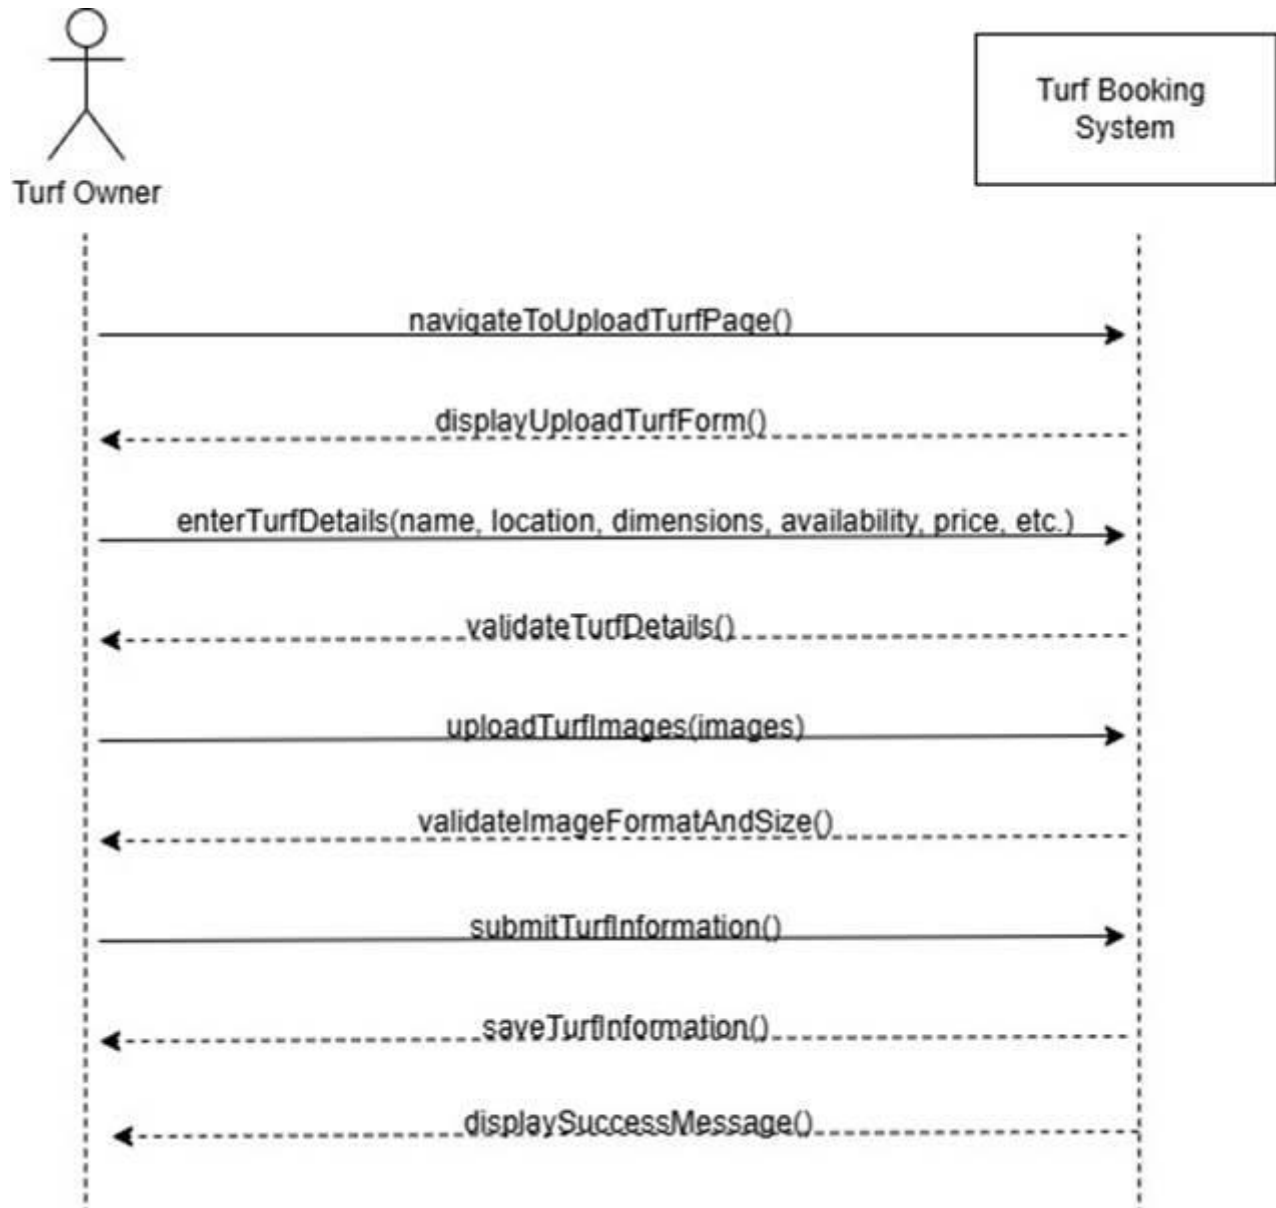 Turf Owner
Turf Booking
System
navigateToUploadTurfPage()
displayUploadTurfForm()
enterTurfDetails(name, location, dimensions, availability, price, etc.)
validateTurfDetails()
uploadTurfImages(images)
validateImageFormatAndSize()
submitTurfInformation()
saveTurfInformation()
displaySuccessMessage()